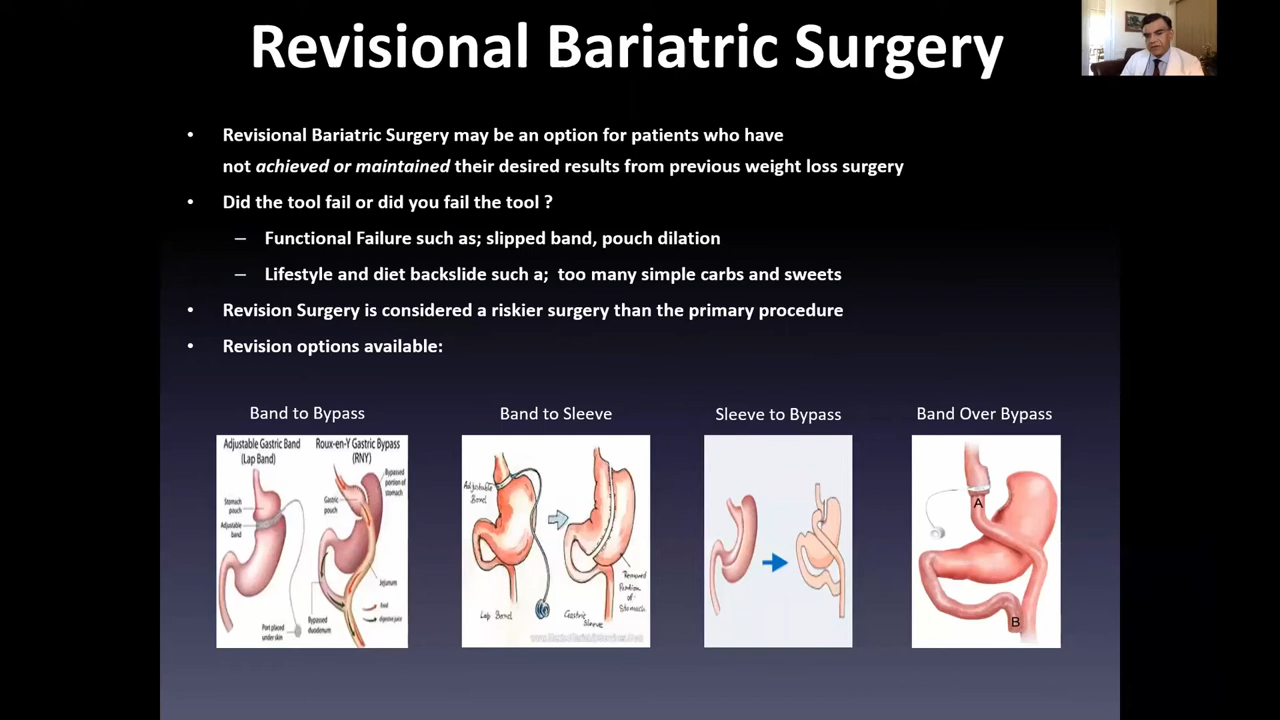 Revisional Bariatric Surgery
• Revisional Bariatric Surgery may be an option for patients who have
not achieved or maintained their desired results from previous weight loss surgery
• Did the tool fail or did you fail the tool ?
– Functional Failure such as; slipped band, pouch dilation
– Lifestyle and diet backslide such a; too many simple carbs and sweets
• Revision Surgery is considered a riskier surgery than the primary procedure
• Revision options available:
Band to Bypass
Adjustable Gastric Band
(Lap Band)
Roux-en-Y Gastric Bypass
(RNY)
Stomach
pouch
Adjustable
band
Port placed
under skin
Gastric
pouch
Bypassed
portion of
stomach
Jejunum
food
digestive juice
Bypassed
duodenum
Band to Sleeve
Adjustable
Band
Lap Band
Gastric
Sleeve
Removed
Portion
of
Stomach
Sleeve to Bypass
Band Over Bypass
A
B